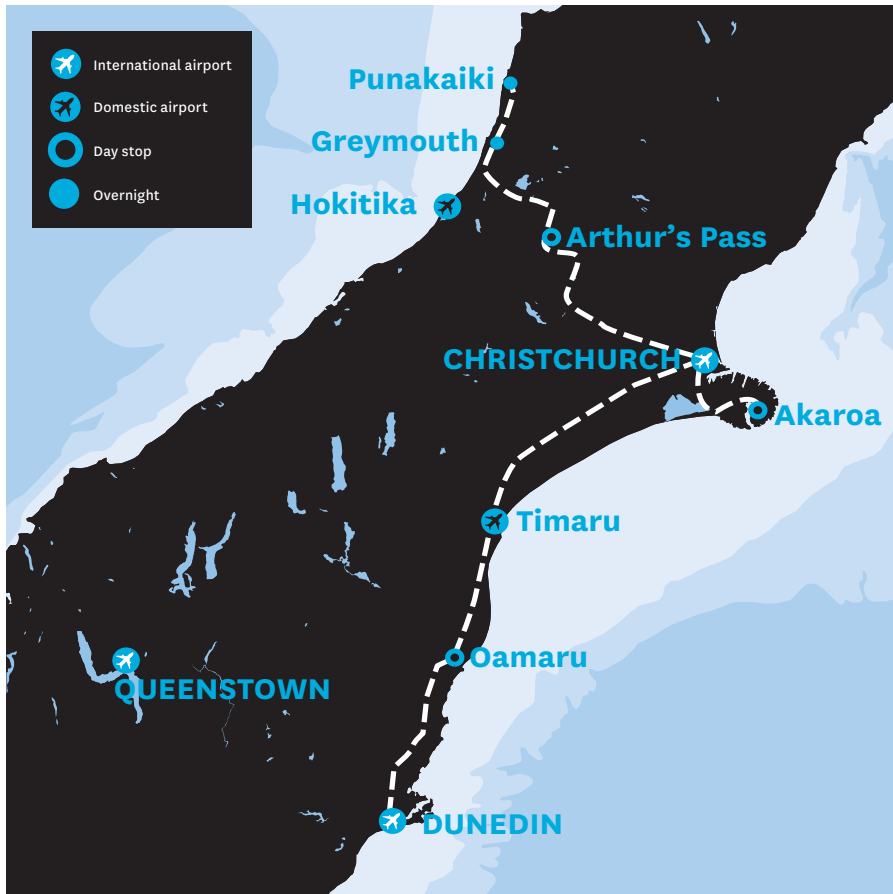 International airport
Domestic airport
Day stop
Overnight
Punakaiki
Greymouth
Hokitika
Arthur's Pass
CHRISTCHURCH
Akaroa
Timaru
Oamaru
QUEENSTOWN
DUNEDIN